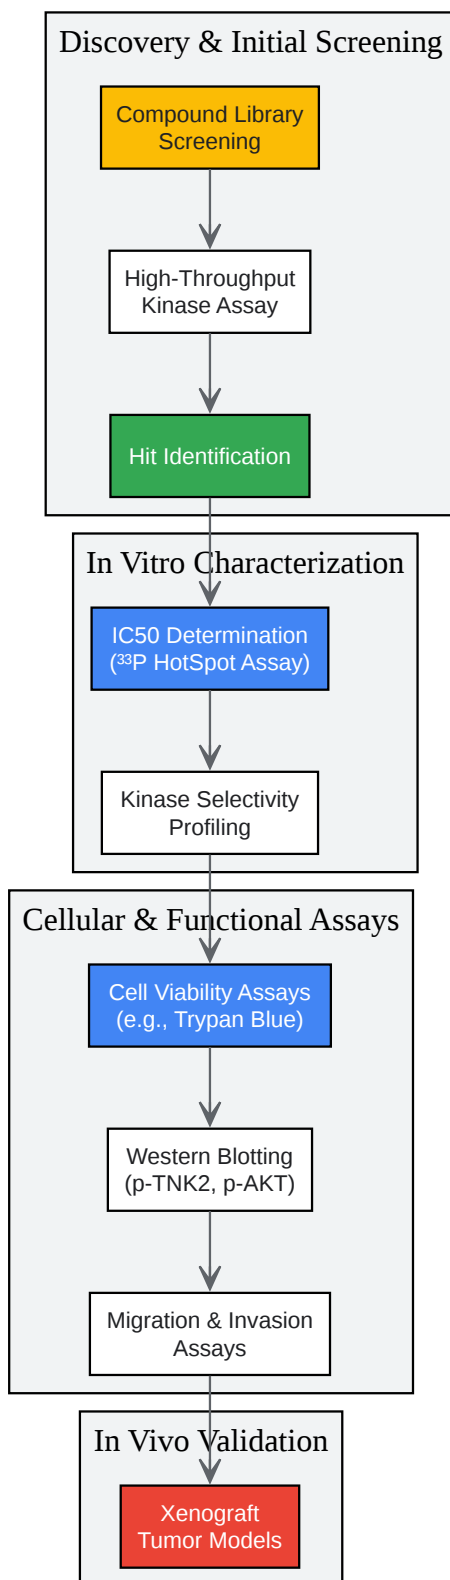 Discovery & Initial Screening
Compound Library
Screening
High-Throughput
Kinase Assay
Hit Identification
In Vitro Characterization
IC50 Determination
(³³P HotSpot Assay)
Kinase Selectivity
Profiling
Cellular & Functional Assays
Cell Viability Assays
(e.g., Trypan Blue)
Western Blotting
(p-TNK2, p-AKT)
Migration & Invasion
Assays
In Vivo Validation
Xenograft
Tumor Models